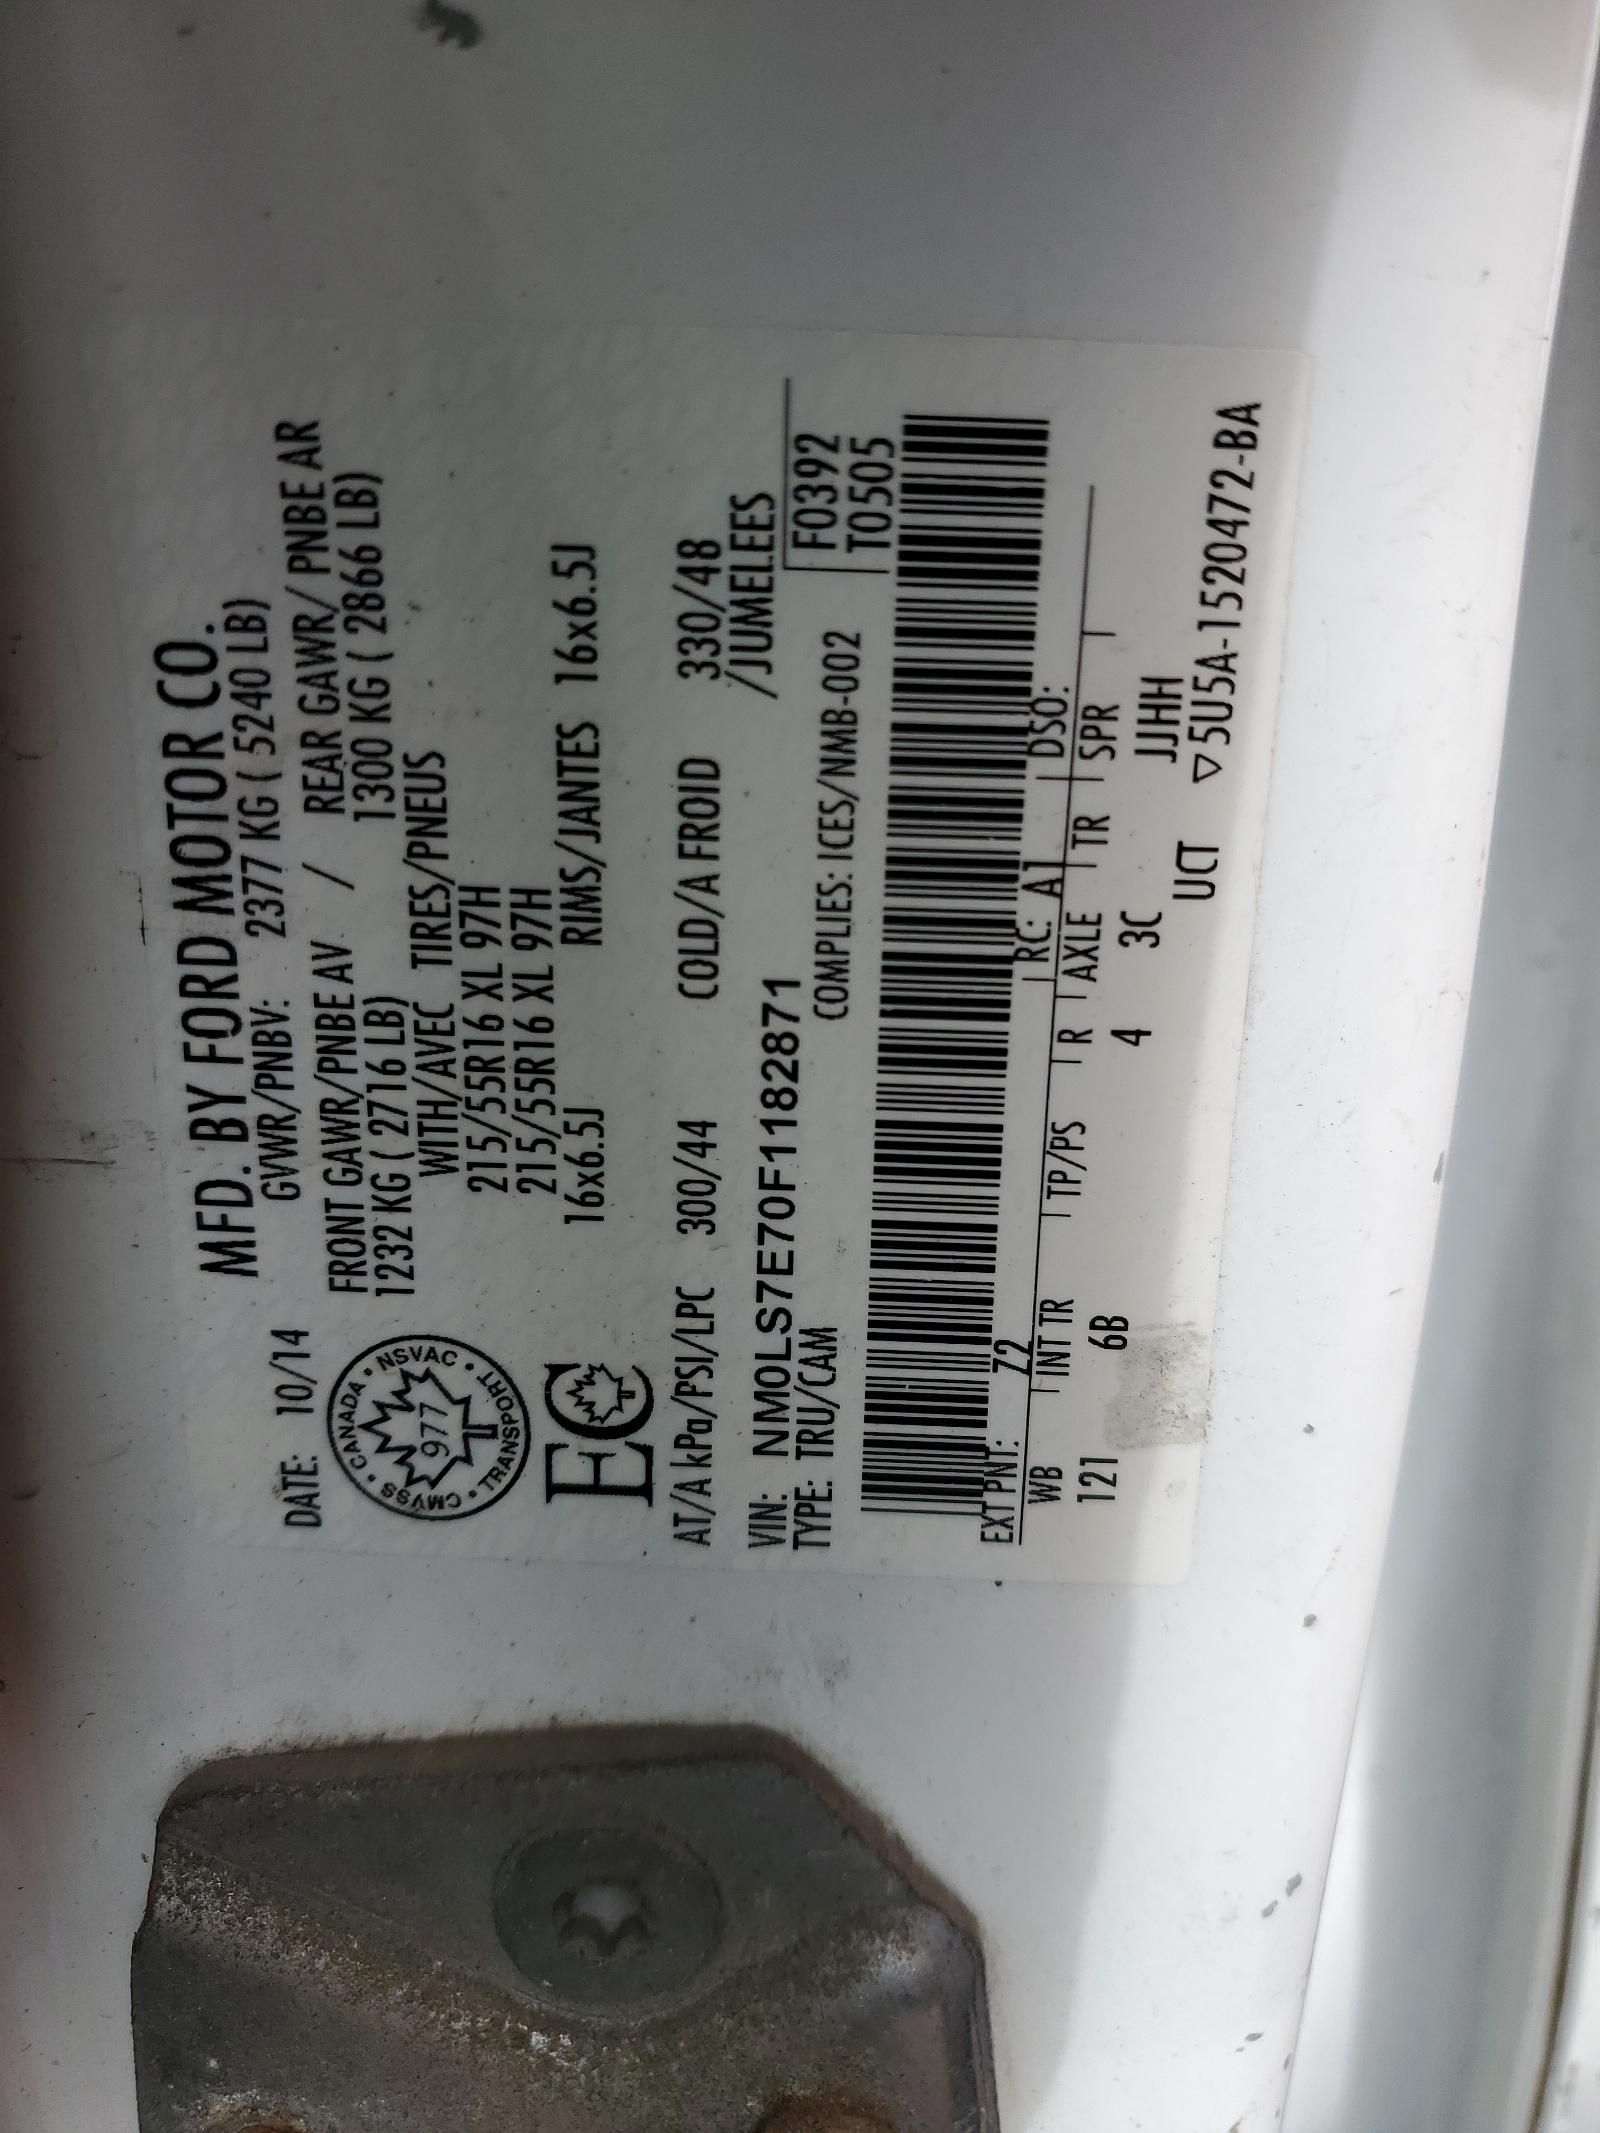 MFD. BY FORD MOTOR CO.
DATE: 10/14
GVWR/PNBV: 2377 KG ( 5240 LB)
FRONT GAWR/PNBE AV / REAR GAWR/ PNBE AR
1232 KG ( 2716 LB) 1300 KG ( 2866 LB)
WITH/AVEC TIRES/PNEUS
215/55R16 XL 97H
215/55R16 XL 97H
16x6.5J RIMS/JANTES 16x6.5J
CANADA • NSVAC • TRANSPORT • CMVSS •
977
EC
AT/A kPa/PSI/LPC 300/44 COLD/A FROID 330/48
/JUMELEES
VIN: NM0LS7E70F1182871
TYPE: TRU/CAM COMPLIES: ICES/NMB-002
F0392
T0505
EXT PNT: Z2 RC: A1 DSO:
WB INT TR TP/PS R AXLE TR SPR
121 6B 4 3C JJHH
UCT ▽5U5A-1520472-BA